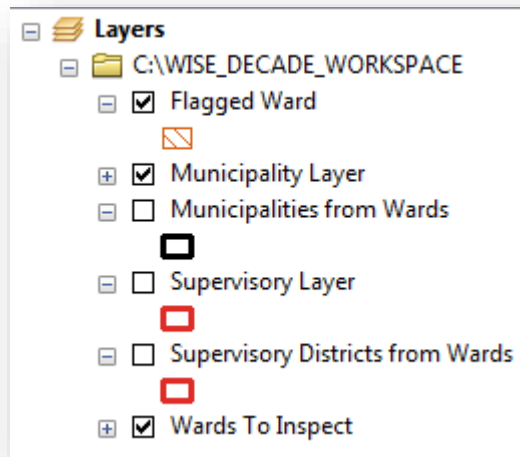 Layers
C:\WISE_DECADE_WORKSPACE
Flagged Ward
Municipality Layer
Municipalities from Wards
Supervisory Layer
Supervisory Districts from Wards
Wards To Inspect